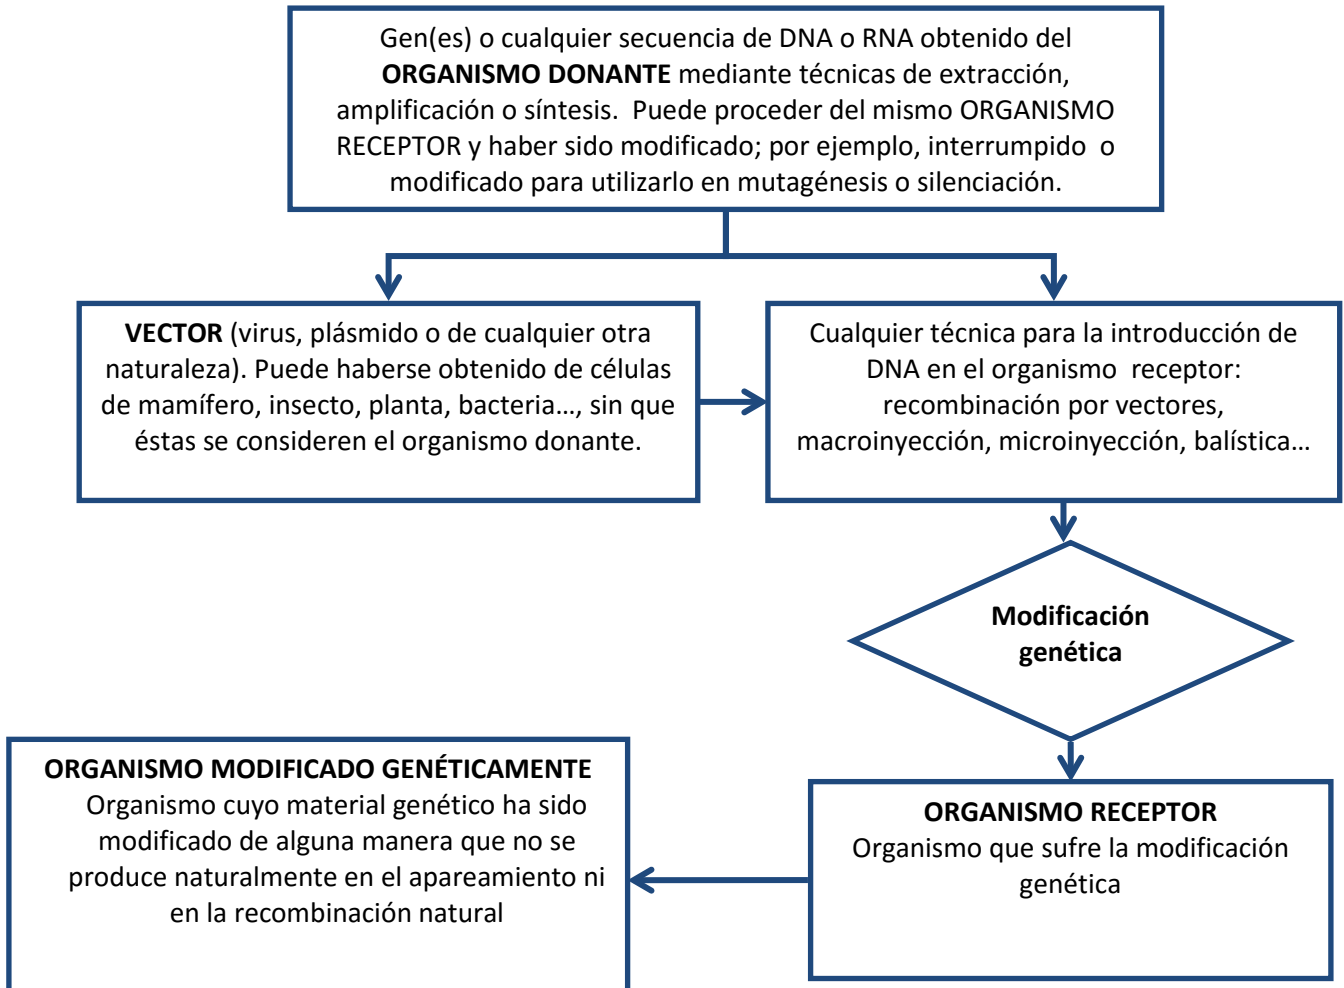 Gen(es) o cualquier secuencia de DNA o RNA obtenido del
ORGANISMO DONANTE mediante técnicas de extracción,
amplificación o síntesis. Puede proceder del mismo ORGANISMO
RECEPTOR y haber sido modificado; por ejemplo, interrumpido o
modificado para utilizarlo en mutagénesis o silenciación.
VECTOR (virus, plásmido o de cualquier otra
naturaleza). Puede haberse obtenido de células
de mamífero, insecto, planta, bacteria…, sin que
éstas se consideren el organismo donante.
Cualquier técnica para la introducción de
DNA en el organismo receptor:
recombinación por vectores,
macroinyección, microinyección, balística…
Modificación
genética
ORGANISMO RECEPTOR
Organismo que sufre la modificación
genética
ORGANISMO MODIFICADO GENÉTICAMENTE
Organismo cuyo material genético ha sido
modificado de alguna manera que no se
produce naturalmente en el apareamiento ni
en la recombinación natural